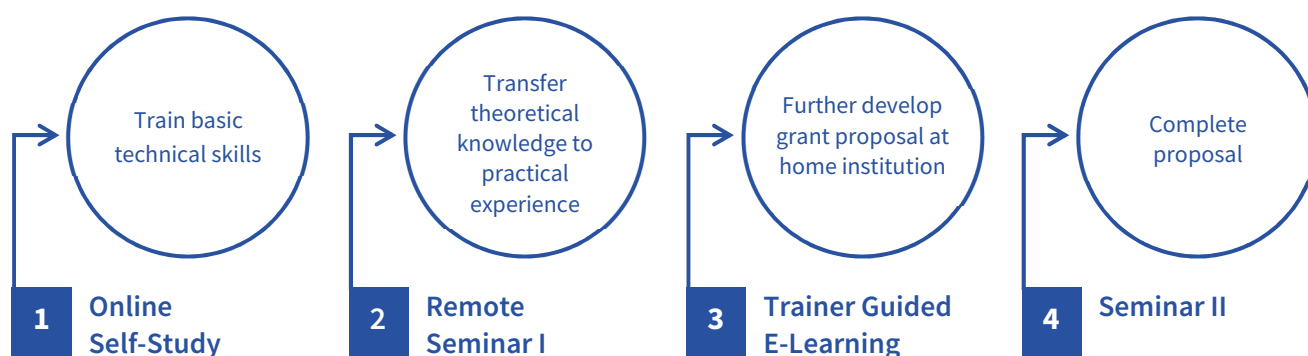 Train basic
technical skills
Transfer
theoretical
knowledge to
practical
experience
Further develop
grant proposal at
home institution
Complete
proposal
1
Online
Self-Study
2
Remote
Seminar I
3
Trainer Guided
E-Learning
4
Seminar II